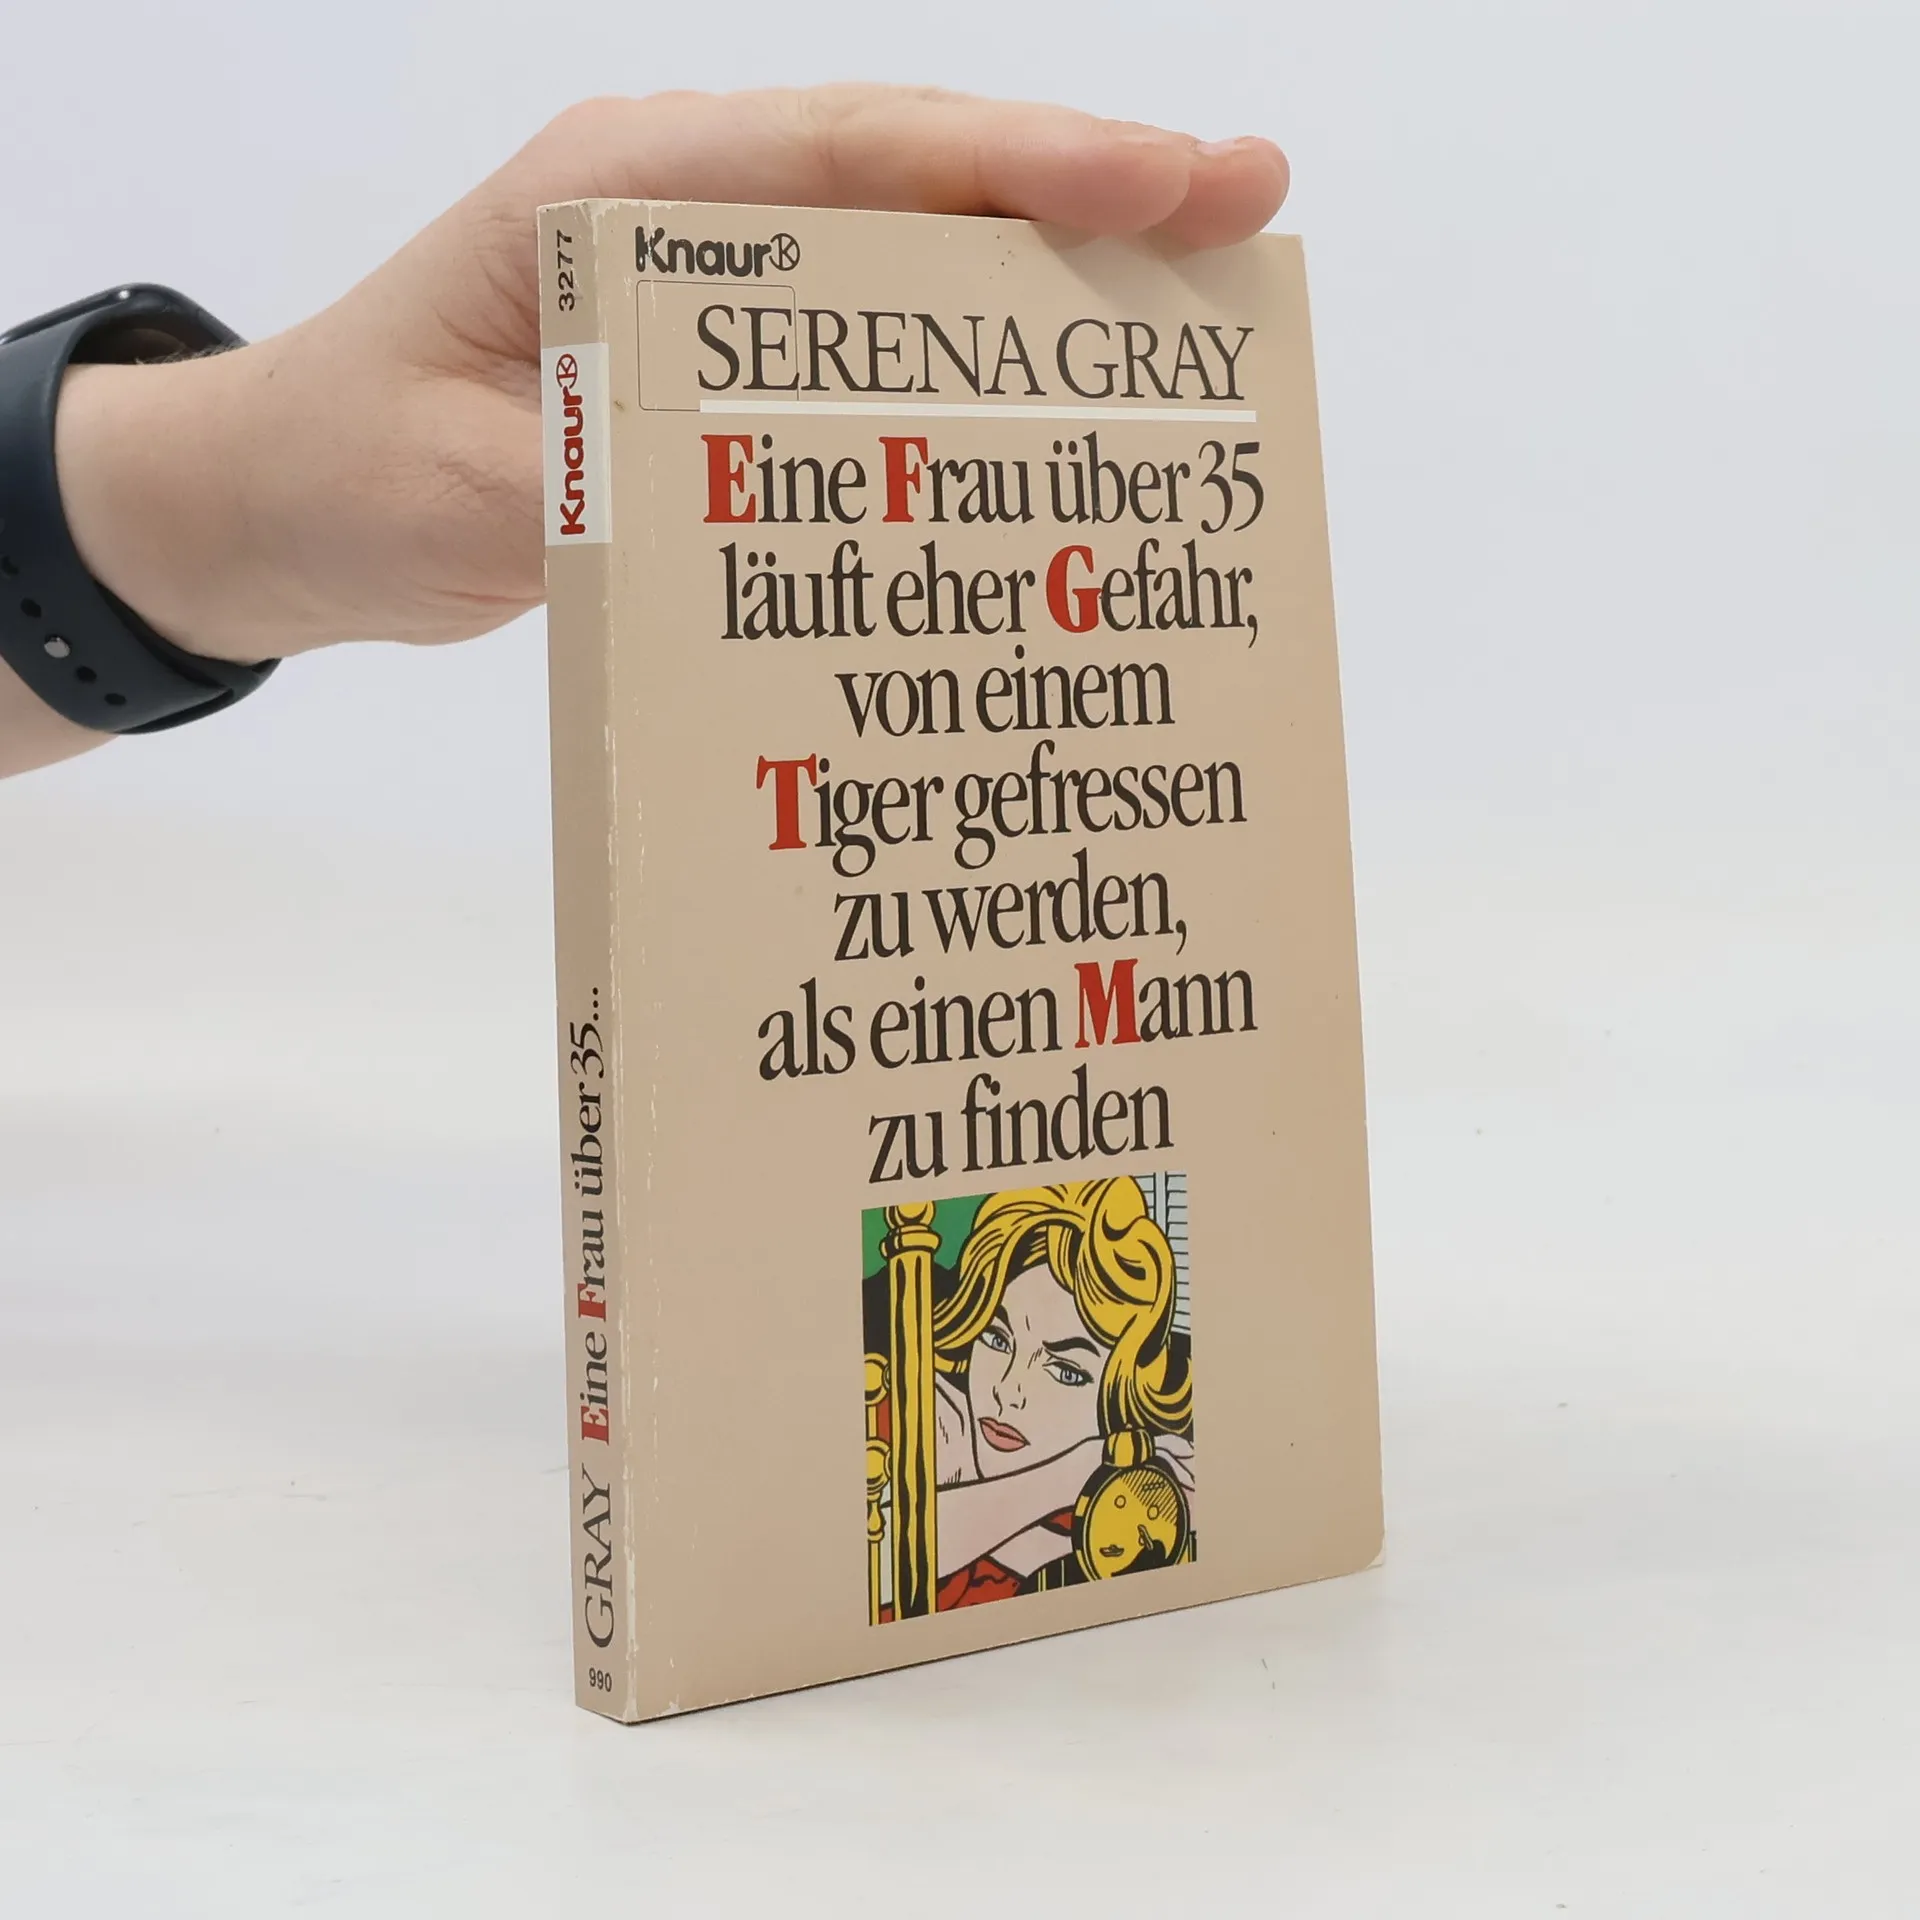 Knaur
SERENA GRAY
Eine Frau über 35
läuft eher Gefahr,
von einem
Tiger gefressen
zu werden,
als einen Mann
zu finden
3277
Knaur
GRAY Eine Frau über 35...
990